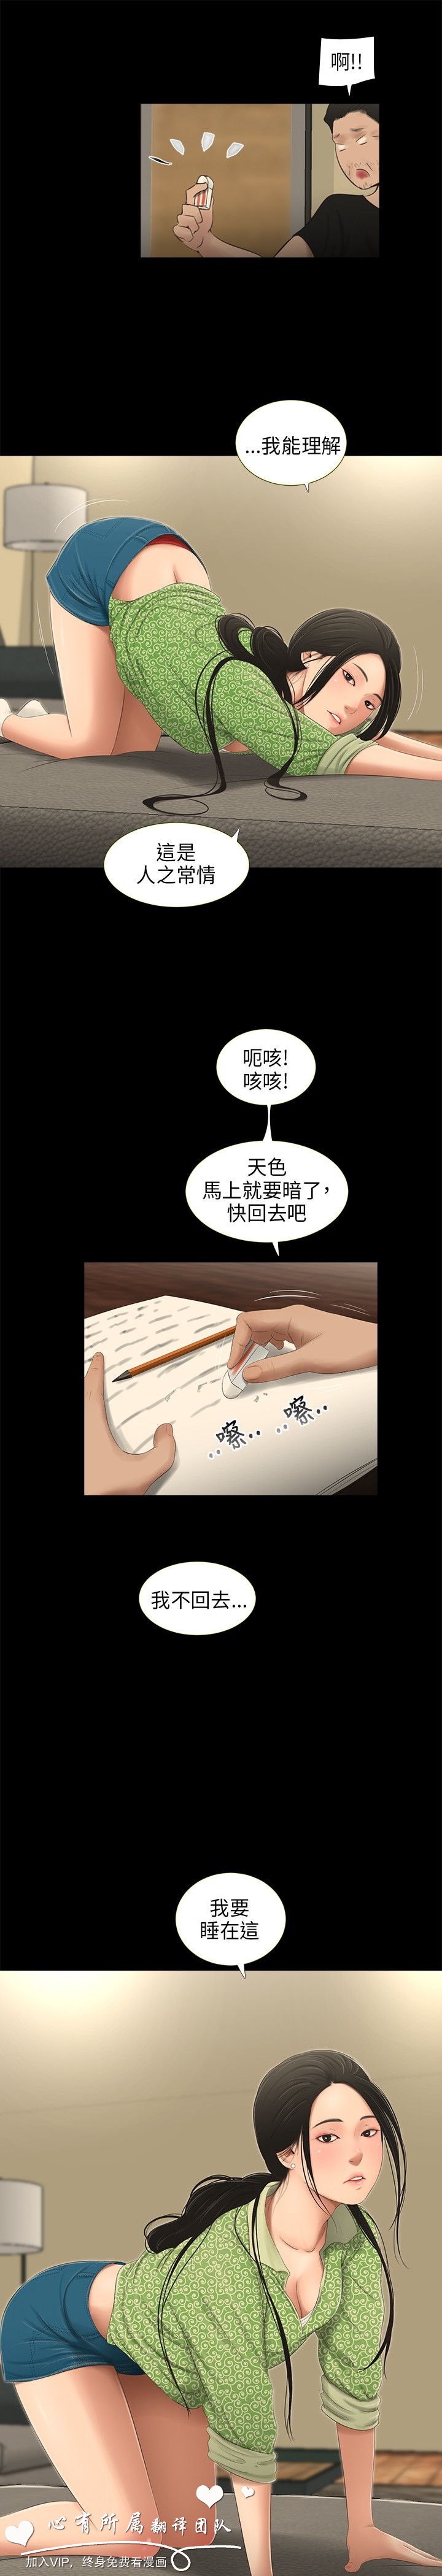 啊!!
...我能理解
這是
人之常情
呃咳!
咳咳!
天色
馬上就要暗了,
快回去吧
..嚓..
..嚓..
我不回去...
我要
睡在這
心有所属翻译团队
加入VIP，终身免费看漫画